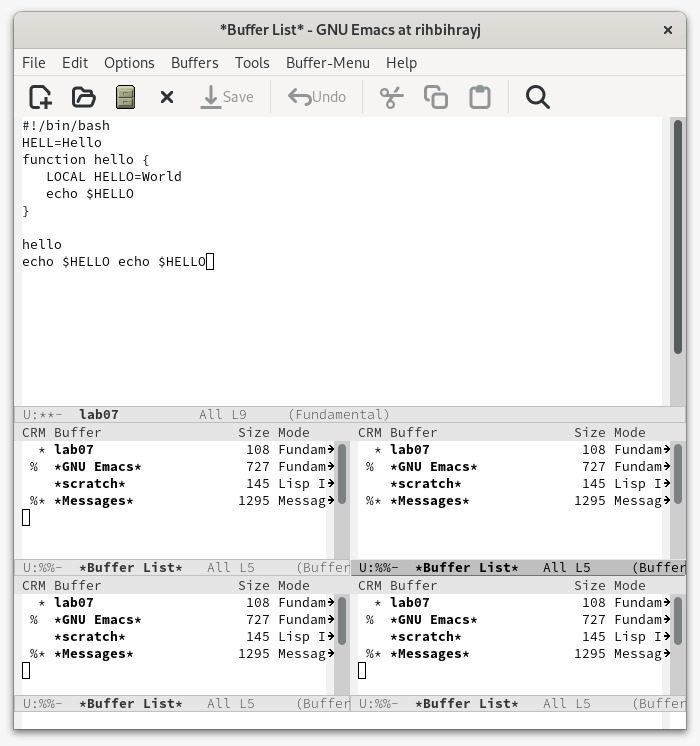 *Buffer List* - GNU Emacs at rihbihrayj ×
File Edit Options Buffers Tools Buffer-Menu Help
Save Undo
#!/bin/bash
HELL=Hello
function hello {
   LOCAL HELLO=World
   echo $HELLO
}
hello
echo $HELLO echo $HELLO
U:**-  lab07          All L9     (Fundamental)
CRM Buffer                 Size Mode
  * lab07                   108 Fundam
 %  *GNU Emacs*             727 Fundam
    *scratch*               145 Lisp I
 %* *Messages*             1295 Messag
U:%%-  *Buffer List*   All L5     (Buffer
CRM Buffer                 Size Mode
  * lab07                   108 Fundam
 %  *GNU Emacs*             727 Fundam
    *scratch*               145 Lisp I
 %* *Messages*             1295 Messag
U:%%-  *Buffer List*   All L5     (Buffer
CRM Buffer                 Size Mode
  * lab07                   108 Fundam
 %  *GNU Emacs*             727 Fundam
    *scratch*               145 Lisp I
 %* *Messages*             1295 Messag
U:%%-  *Buffer List*   All L5     (Buffer
CRM Buffer                 Size Mode
  * lab07                   108 Fundam
 %  *GNU Emacs*             727 Fundam
    *scratch*               145 Lisp I
 %* *Messages*             1295 Messag
U:%%-  *Buffer List*   All L5     (Buffer